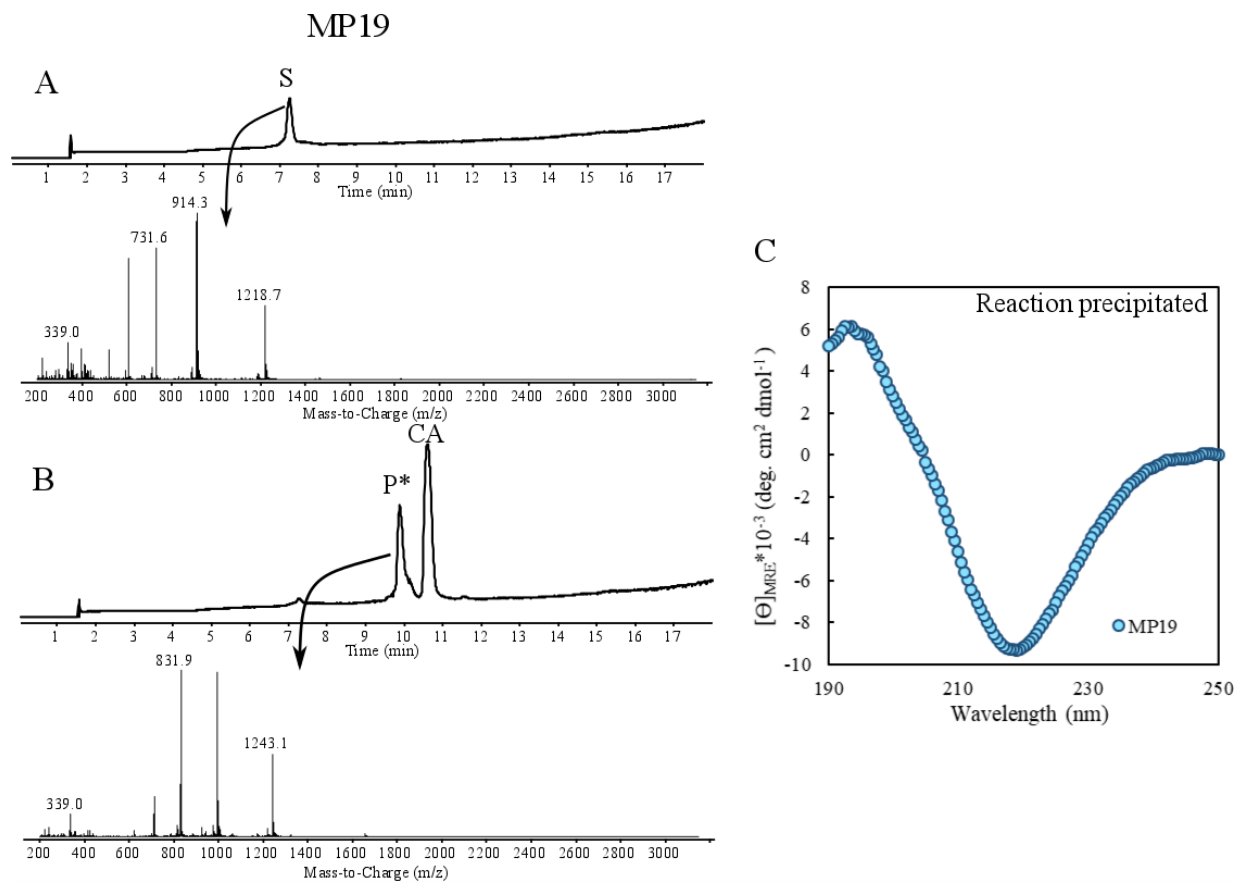 MP19
A
S
1 2 3 4 5 6 7 8 9 10 11 12 13 14 15 16 17
Time (min)
914.3
731.6
1218.7
339.0
200 400 600 800 1000 1200 1400 1600 1800 2000 2200 2400 2600 2800 3000
Mass-to-Charge (m/z)
B
P*
CA
1 2 3 4 5 6 7 8 9 10 11 12 13 14 15 16 17
Time (min)
831.9
1243.1
339.0
200 400 600 800 1000 1200 1400 1600 1800 2000 2200 2400 2600 2800 3000
Mass-to-Charge (m/z)
C
Reaction precipitated
[Θ]MRE*10-3 (deg. cm2 dmol-1)
8
6
4
2
0
-2
-4
-6
-8
-10
MP19
190 210 230 250
Wavelength (nm)